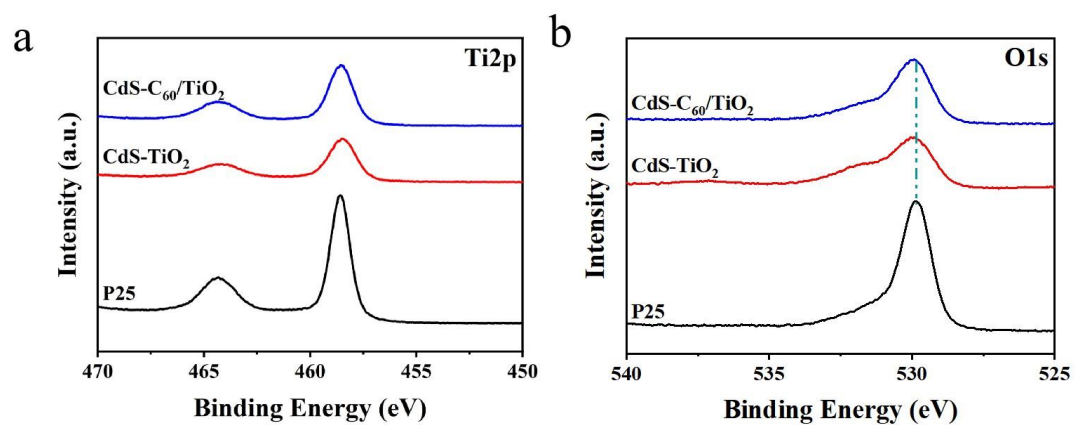 a
Ti2p
CdS-C₆₀/TiO₂
CdS-TiO₂
P25
Intensity (a.u.)
470 465 460 455 450
Binding Energy (eV)
b
O1s
CdS-C₆₀/TiO₂
CdS-TiO₂
P25
Intensity (a.u.)
540 535 530 525
Binding Energy (eV)